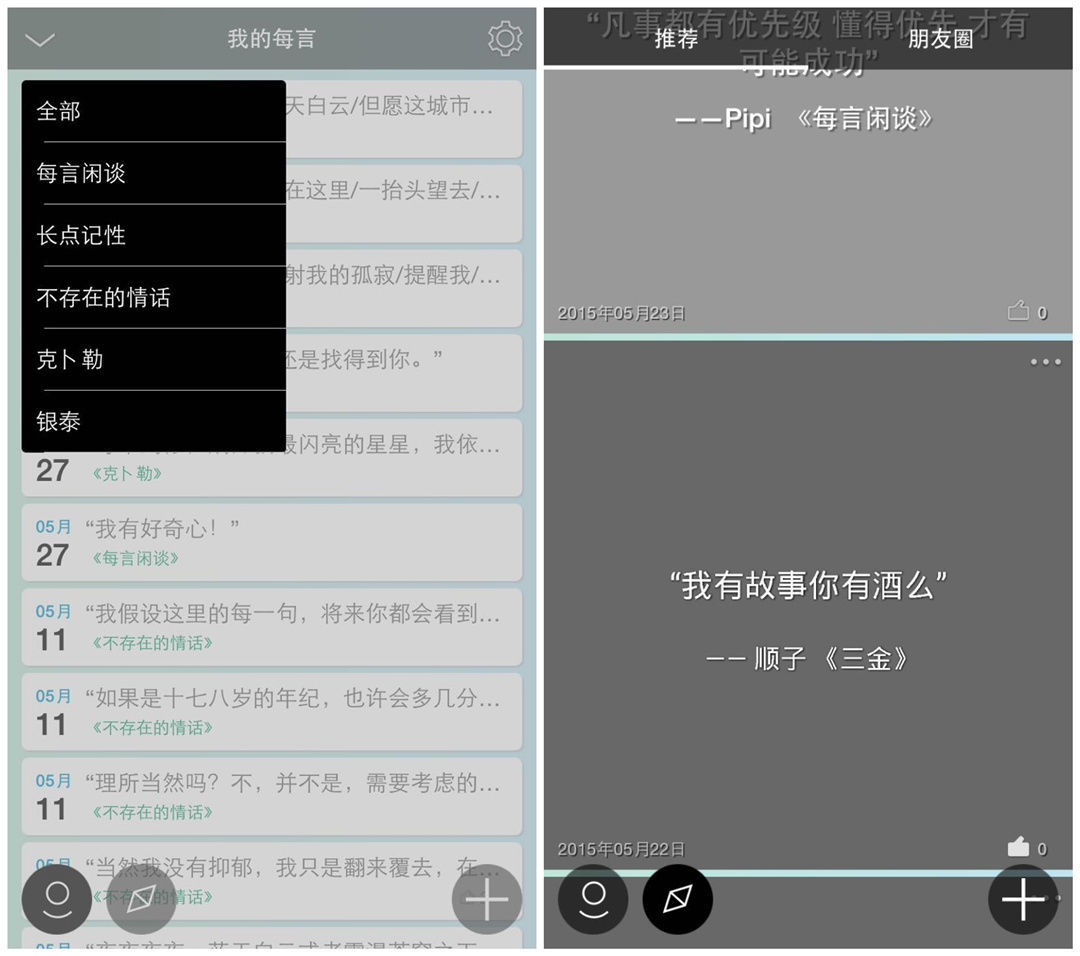 我的每言
全部
每言闲谈
长点记性
不存在的情话
克卜勒
银泰
天白云/但愿这城市...
在这里/一抬头望去/...
射我的孤寂/提醒我/...
还是找得到你。”
最闪亮的星星，我依...
27 《克卜勒》
05月 “我有好奇心！”
27 《每言闲谈》
05月 “我假设这里的每一句，将来你都会看到...
11 《不存在的情话》
05月 “如果是十七八岁的年纪，也许会多几分...
11 《不存在的情话》
05月 “理所当然吗？不，并不是，需要考虑的...
11 《不存在的情话》
05月 “当然我没有抑郁，我只是翻来覆去，在...
《不存在的情话》
05月
“凡事都有优先级 懂得优先 才有
推荐 朋友圈
可能成功”
——Pipi 《每言闲谈》
2015年05月23日 0
“我有故事你有酒么”
—— 顺子 《三金》
2015年05月22日 0